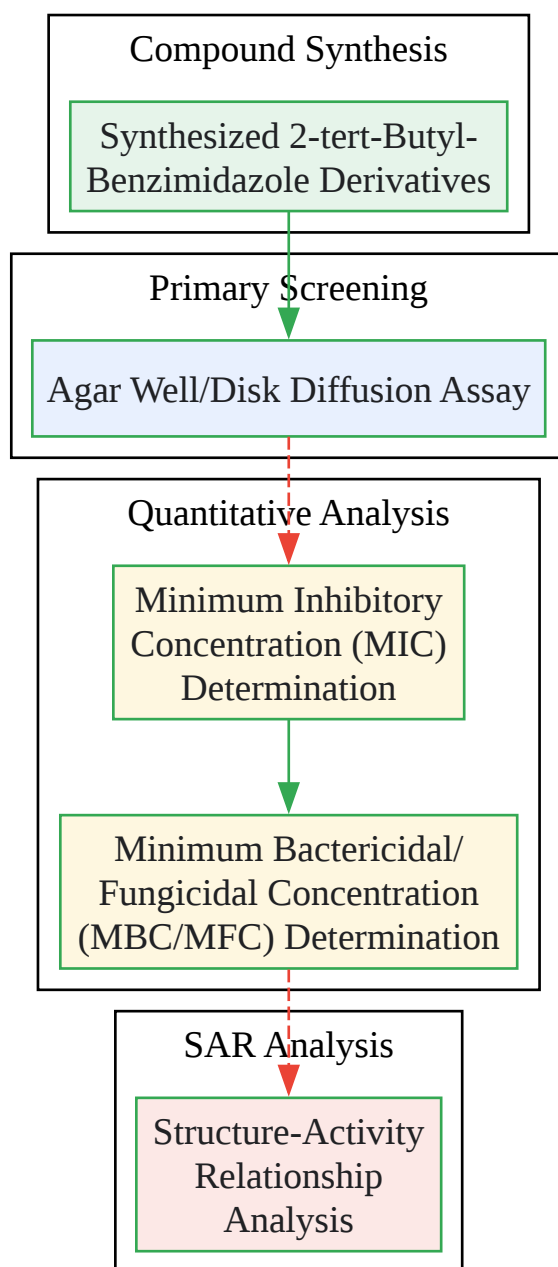 Compound Synthesis
Synthesized 2-tert-Butyl-
Benzimidazole Derivatives
Primary Screening
Agar Well/Disk Diffusion Assay
Quantitative Analysis
Minimum Inhibitory
Concentration (MIC)
Determination
Minimum Bactericidal/
Fungicidal Concentration
(MBC/MFC) Determination
SAR Analysis
Structure-Activity
Relationship
Analysis